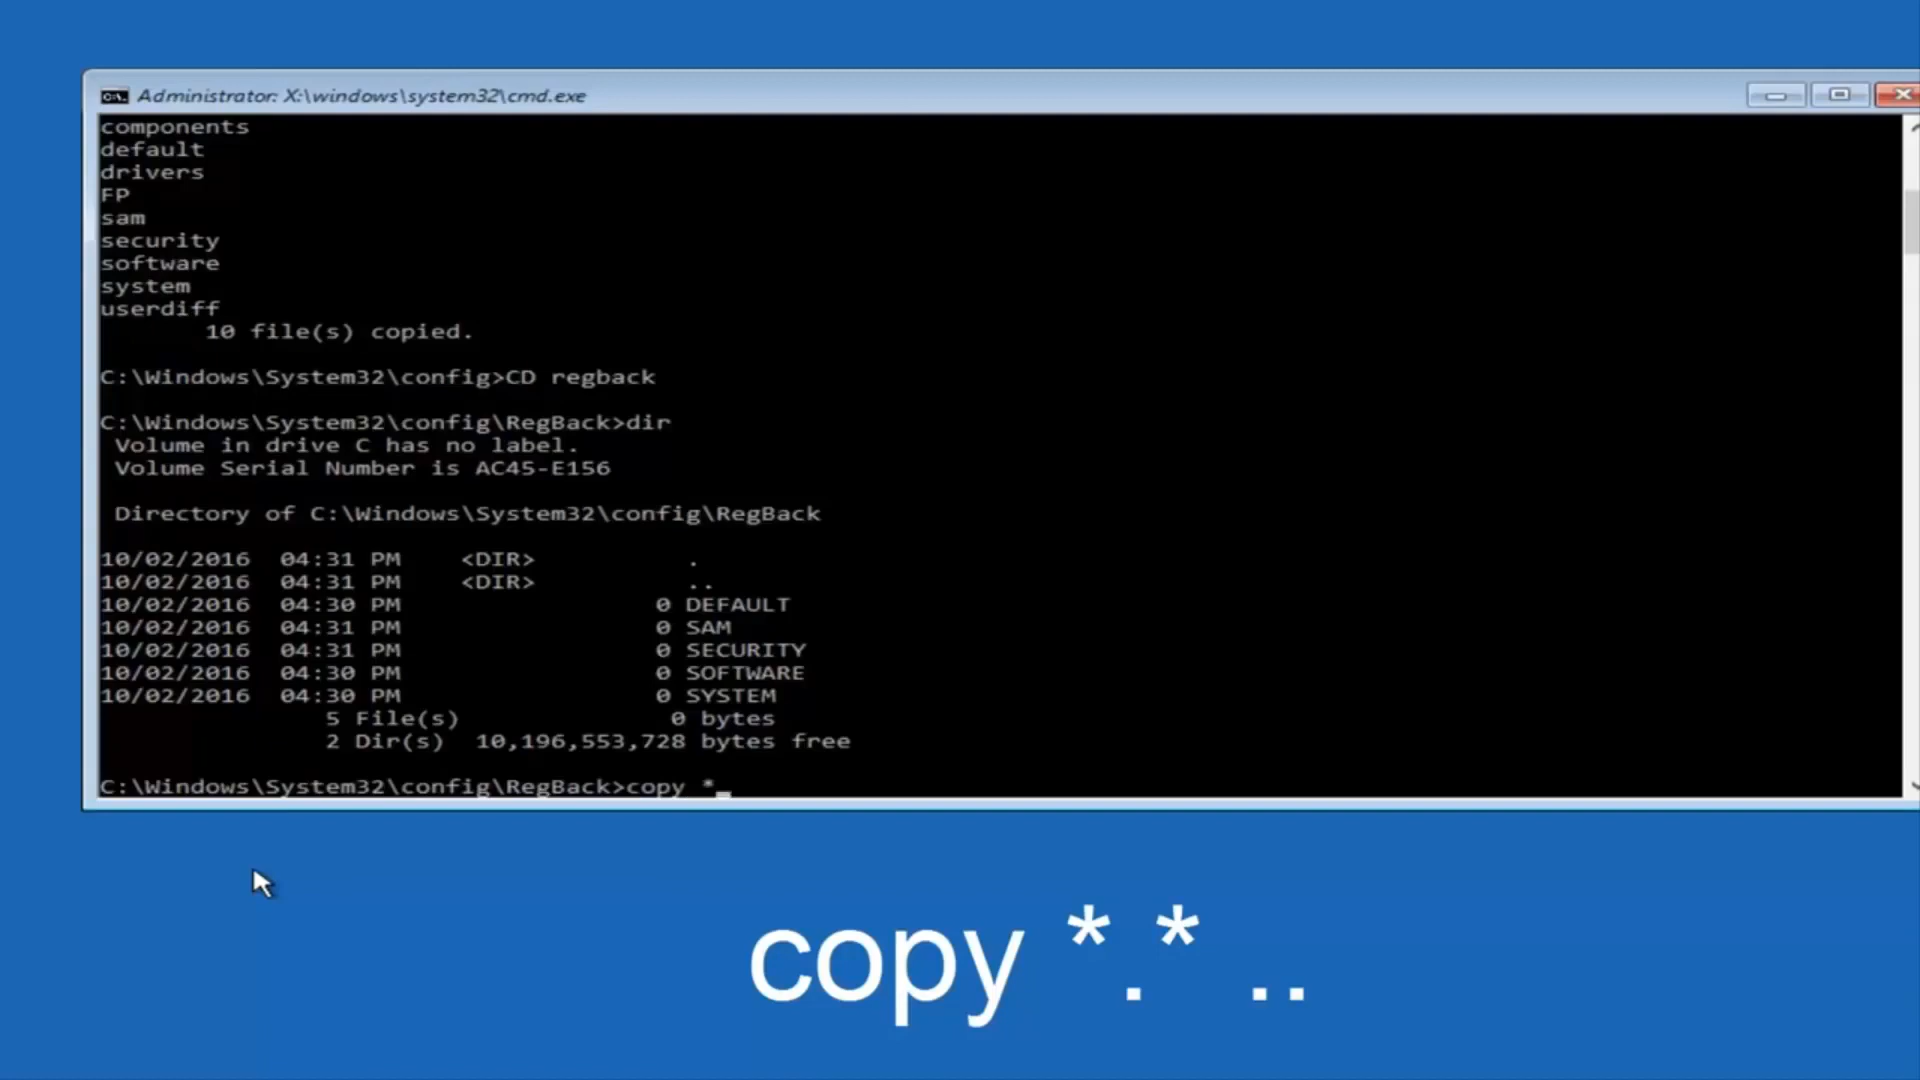 Administrator: X:\windows\system32\cmd.exe
components
default
drivers
FP
sam
security
software
system
userdiff
10 file(s) copied.
C:\Windows\System32\config>CD regback
C:\Windows\System32\config\RegBack>dir
Volume in drive C has no label.
Volume Serial Number is AC45-E156
Directory of C:\Windows\System32\config\RegBack
10/02/2016 04:31 PM <DIR> .
10/02/2016 04:31 PM <DIR> ..
10/02/2016 04:30 PM 0 DEFAULT
10/02/2016 04:31 PM 0 SAM
10/02/2016 04:31 PM 0 SECURITY
10/02/2016 04:30 PM 0 SOFTWARE
10/02/2016 04:30 PM 0 SYSTEM
5 File(s) 0 bytes
2 Dir(s) 10,196,553,728 bytes free
C:\Windows\System32\config\RegBack>copy *_
copy *.* ..